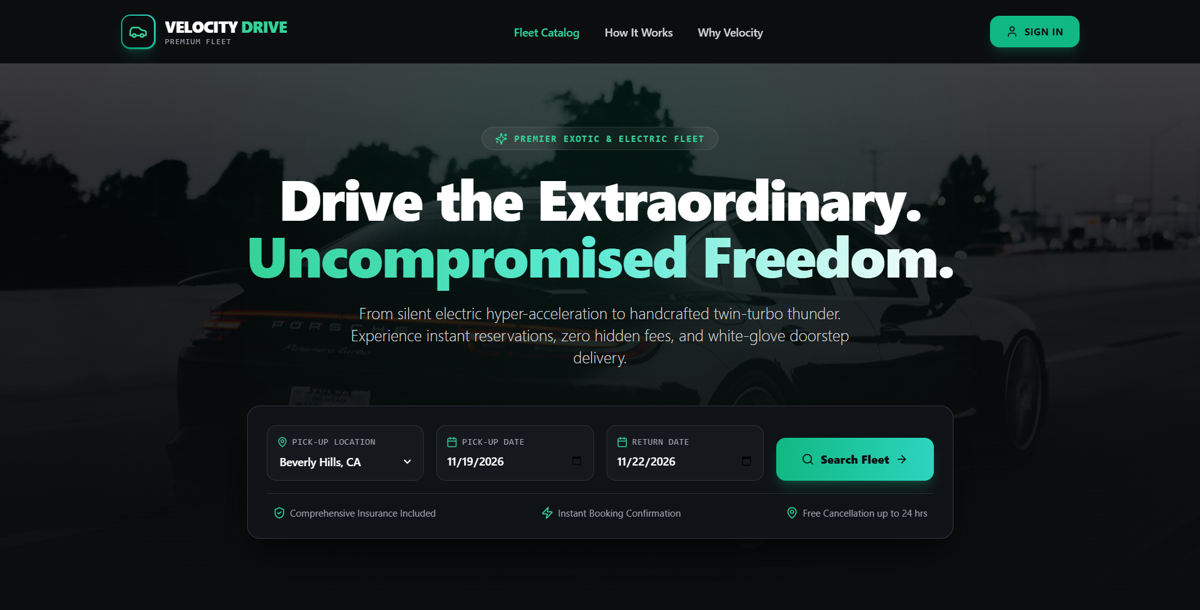 VELOCITY DRIVE
PREMIUM FLEET
Fleet Catalog
How It Works
Why Velocity
SIGN IN
PREMIER EXOTIC & ELECTRIC FLEET
Drive the Extraordinary.
Uncompromised Freedom.
From silent electric hyper-acceleration to handcrafted twin-turbo thunder.
Experience instant reservations, zero hidden fees, and white-glove doorstep
delivery.
PORSCHE
Panamera Turbo
PICK-UP LOCATION
Beverly Hills, CA
PICK-UP DATE
11/19/2026
RETURN DATE
11/22/2026
Search Fleet
Comprehensive Insurance Included
Instant Booking Confirmation
Free Cancellation up to 24 hrs